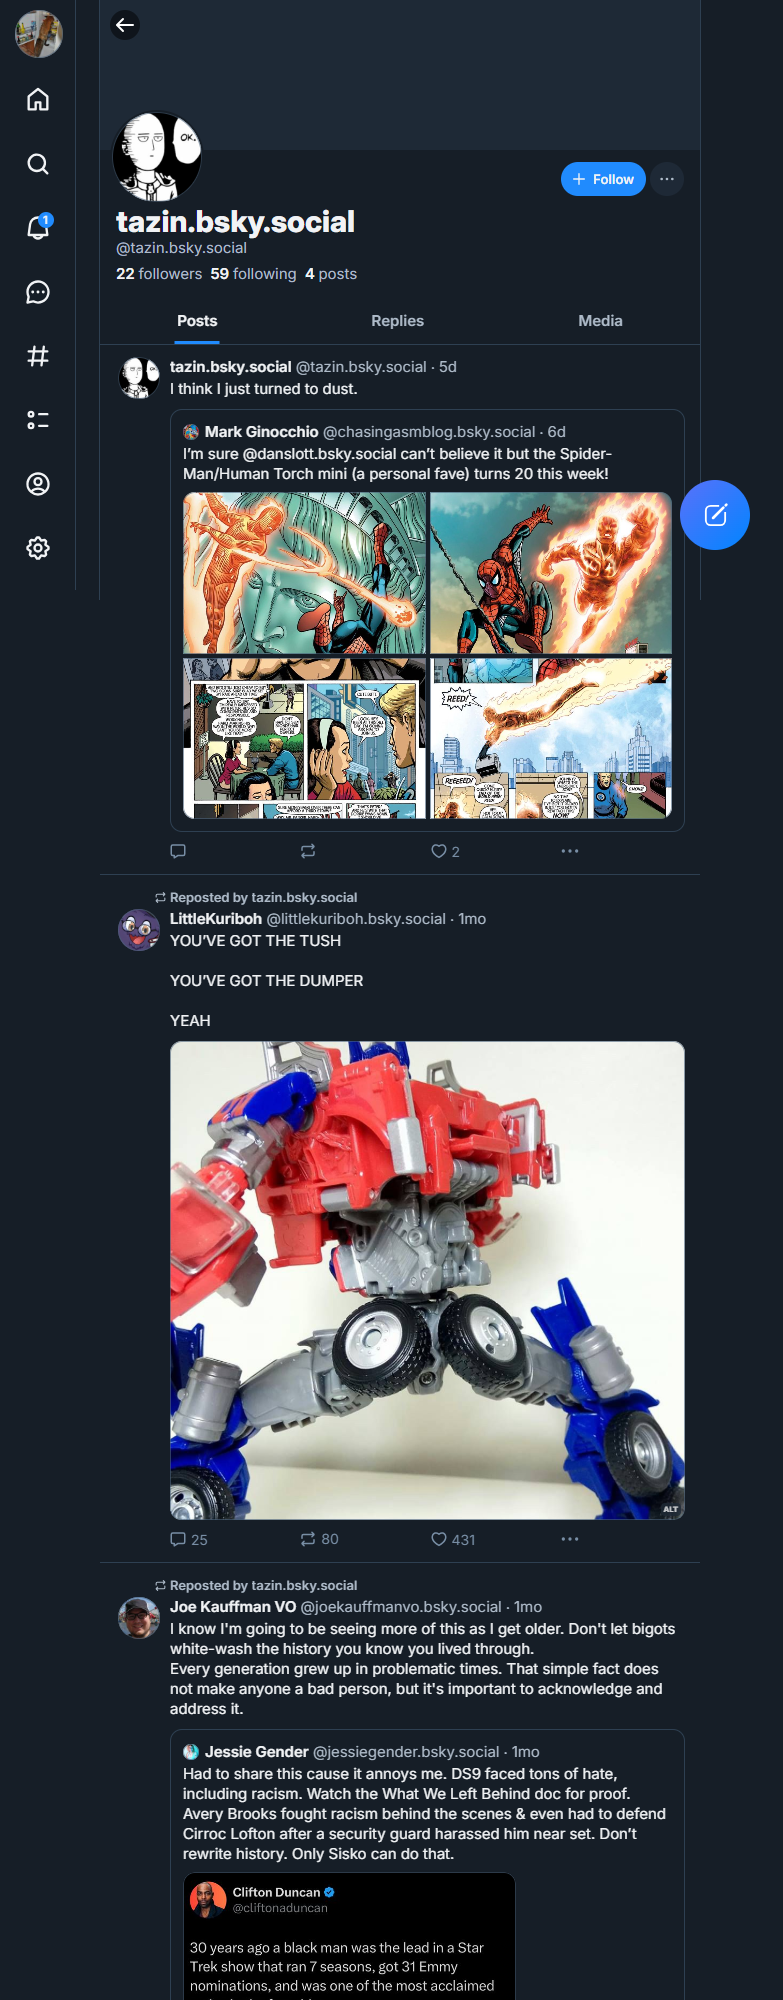 OK.
1
+ Follow
tazin.bsky.social
@tazin.bsky.social
22 followers 59 following 4 posts
Posts Replies Media
tazin.bsky.social @tazin.bsky.social · 5d
I think I just turned to dust.
Mark Ginocchio @chasingasmblog.bsky.social · 6d
I’m sure @danslott.bsky.social can’t believe it but the Spider-
Man/Human Torch mini (a personal fave) turns 20 this week!
REED!
2
Reposted by tazin.bsky.social
LittleKuriboh @littlekuriboh.bsky.social · 1mo
YOU’VE GOT THE TUSH
YOU’VE GOT THE DUMPER
YEAH
ALT
25 80 431
Reposted by tazin.bsky.social
Joe Kauffman VO @joekauffmanvo.bsky.social · 1mo
I know I'm going to be seeing more of this as I get older. Don't let bigots
white-wash the history you know you lived through.
Every generation grew up in problematic times. That simple fact does
not make anyone a bad person, but it's important to acknowledge and
address it.
Jessie Gender @jessiegender.bsky.social · 1mo
Had to share this cause it annoys me. DS9 faced tons of hate,
including racism. Watch the What We Left Behind doc for proof.
Avery Brooks fought racism behind the scenes & even had to defend
Cirroc Lofton after a security guard harassed him near set. Don’t
rewrite history. Only Sisko can do that.
Clifton Duncan
@cliftonaduncan
30 years ago a black man was the lead in a Star
Trek show that ran 7 seasons, got 31 Emmy
nominations, and was one of the most acclaimed